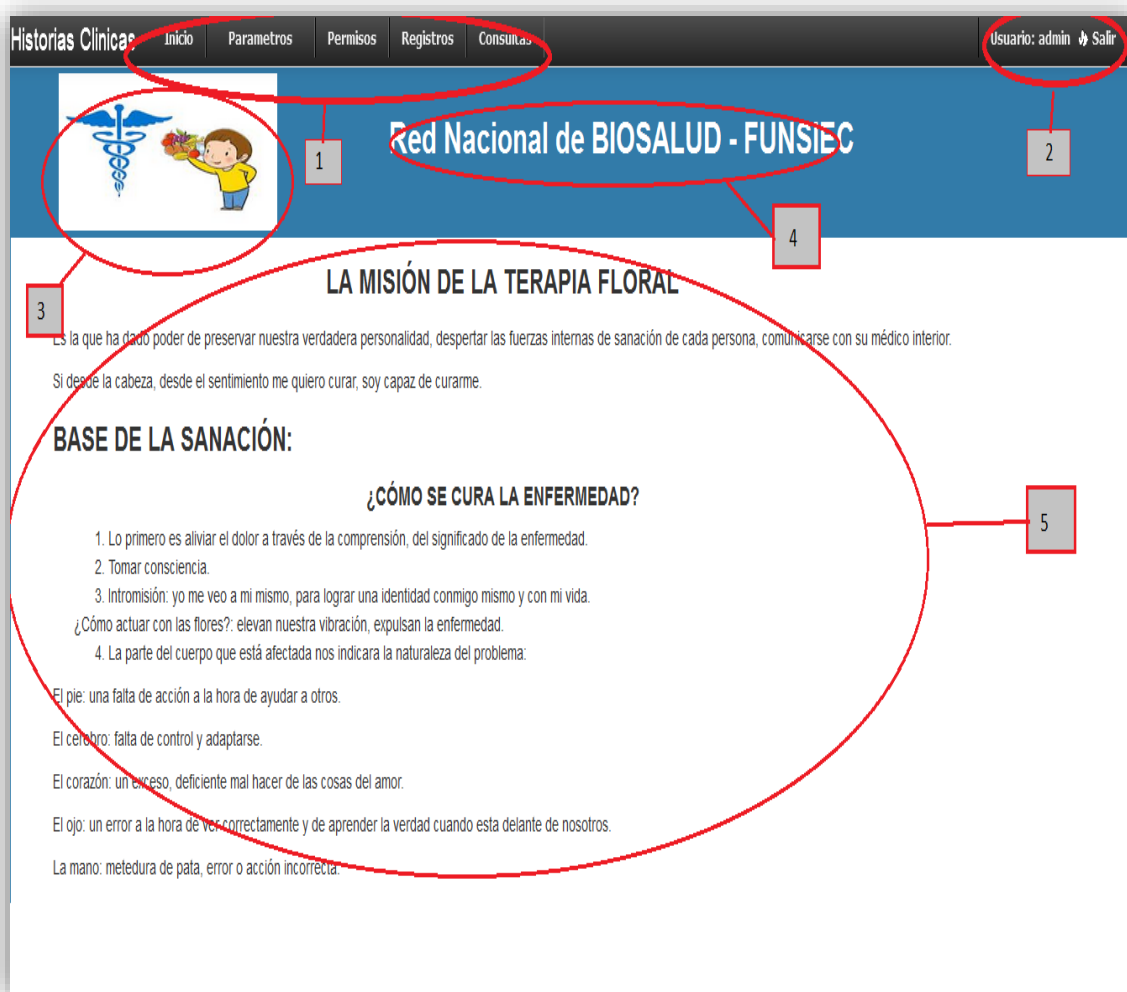 Historias Clinicas Inicio Parametros Permisos Registros Consultas Usuario: admin Salir
1
2
Red Nacional de BIOSALUD - FUNSIEC
4
3
LA MISIÓN DE LA TERAPIA FLORAL
Es la que ha dado poder de preservar nuestra verdadera personalidad, despertar las fuerzas internas de sanación de cada persona, comunicarse con su médico interior.
Si desde la cabeza, desde el sentimiento me quiero curar, soy capaz de curarme.
BASE DE LA SANACIÓN:
¿CÓMO SE CURA LA ENFERMEDAD?
5
1. Lo primero es aliviar el dolor a través de la comprensión, del significado de la enfermedad.
2. Tomar consciencia.
3. Intromisión: yo me veo a mi mismo, para lograr una identidad conmigo mismo y con mi vida.
¿Cómo actuar con las flores?: elevan nuestra vibración, expulsan la enfermedad.
4. La parte del cuerpo que está afectada nos indicara la naturaleza del problema:
El pie: una falta de acción a la hora de ayudar a otros.
El cerebro: falta de control y adaptarse.
El corazón: un exceso, deficiente mal hacer de las cosas del amor.
El ojo: un error a la hora de ver correctamente y de aprender la verdad cuando esta delante de nosotros.
La mano: metedura de pata, error o acción incorrecta.